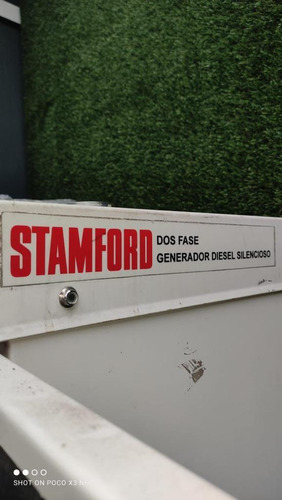 STAMFORD
DOS FASE
GENERADOR DIESEL SILENCIOSO
SHOT ON POCO X3 N